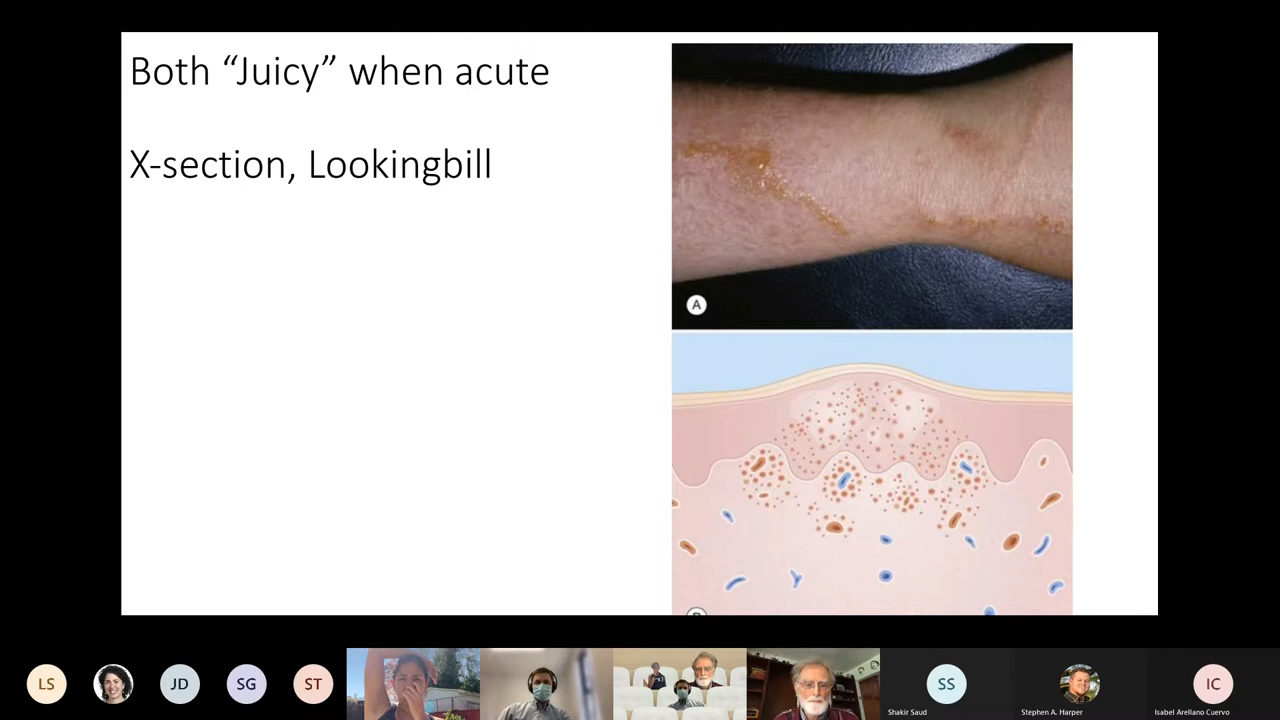 Both “Juicy” when acute
X-section, Lookingbill
A
LS
JD
SG
ST
SS
IC
Shakir Saud
Stephen A. Harper
Isabel Arellano Cuervo